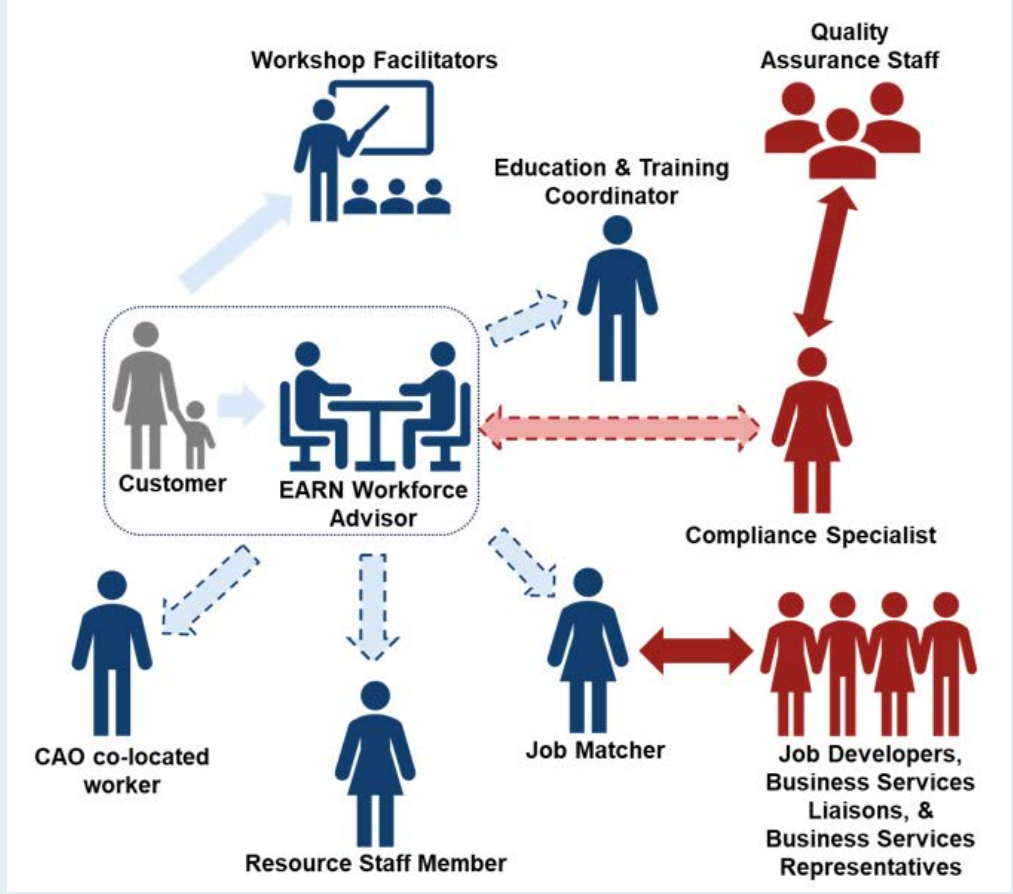 Workshop Facilitators
Quality
Assurance Staff
Education & Training
Coordinator
Customer
EARN Workforce
Advisor
Compliance Specialist
CAO co-located
worker
Resource Staff Member
Job Matcher
Job Developers,
Business Services
Liaisons, &
Business Services
Representatives